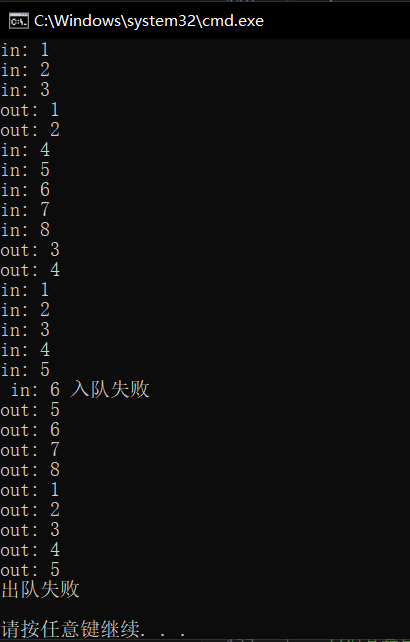 C:\Windows\system32\cmd.exe
in: 1
in: 2
in: 3
out: 1
out: 2
in: 4
in: 5
in: 6
in: 7
in: 8
out: 3
out: 4
in: 1
in: 2
in: 3
in: 4
in: 5
 in: 6 入队失败
out: 5
out: 6
out: 7
out: 8
out: 1
out: 2
out: 3
out: 4
out: 5
出队失败
请按任意键继续. . .